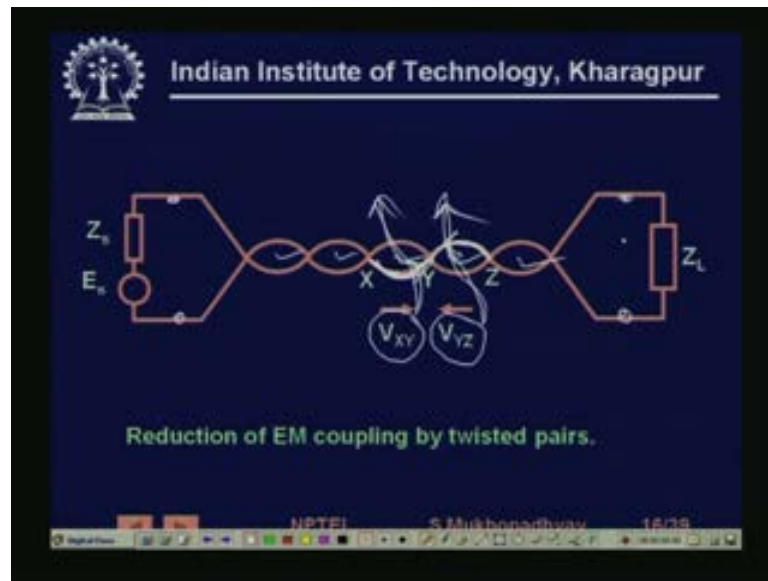 Indian Institute of Technology, Kharagpur
Zs
Es
X Y Z
VXY VYZ
ZL
Reduction of EM coupling by twisted pairs.
NPTEL S.Mukhopadhyay 16/29